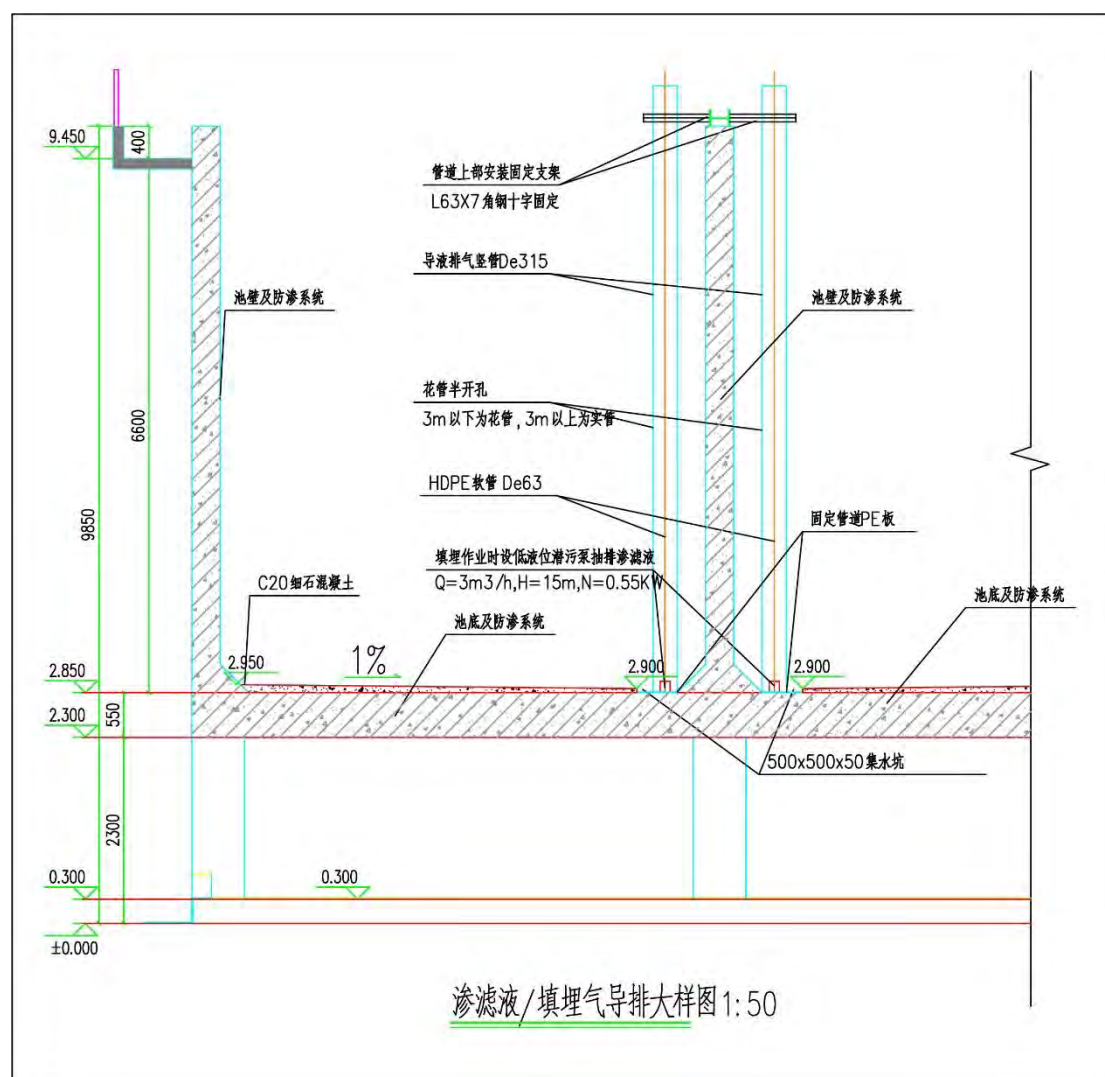 9.450
400
管道上部安装固定支架
L63X7角钢十字固定
导液排气竖管De315
池壁及防渗系统
池壁及防渗系统
花管半开孔
3m以下为花管,3m以上为实管
6600
HDPE软管 De63
9850
固定管道PE板
填埋作业时设低液位潜污泵抽排渗滤液
Q=3m3/h,H=15m,N=0.55KW
C20细石混凝土
池底及防渗系统
池底及防渗系统
2.850
2.950
1%
2.900
2.900
550
2.300
500x500x50集水坑
2300
0.300
0.300
±0.000
渗滤液/填埋气导排大样图1:50